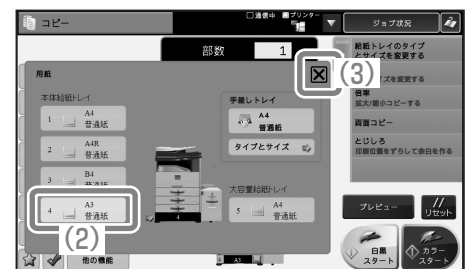 コピー
通信中
プリンター
ジョブ状況
部数
1
給紙トレイのタイプ
とサイズを変更する
(3)
イズを変更する
倍率
拡大/縮小コピーする
両面コピー
とじしろ
印刷位置をずらして余白を作る
用紙
本体給紙トレイ
1
A4
普通紙
2
A4R
普通紙
3
B4
普通紙
4
A3
普通紙
(2)
手差しトレイ
A4
普通紙
タイプとサイズ
大容量給紙トレイ
5
A4
普通紙
4
プレビュー
リセット
白黒
スタート
カラー
スタート
他の機能
A3